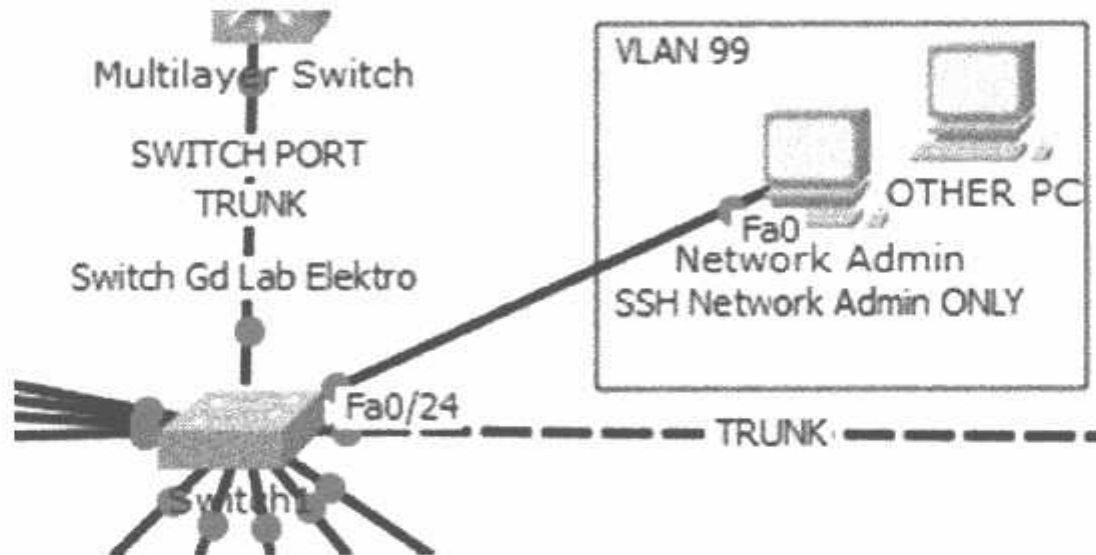 Multilayer Switch
SWITCH PORT
TRUNK
Switch Gd Lab Elektro
Fa0/24
Switch1
TRUNK
VLAN 99
OTHER PC
Fa0
Network Admin
SSH Network Admin ONLY